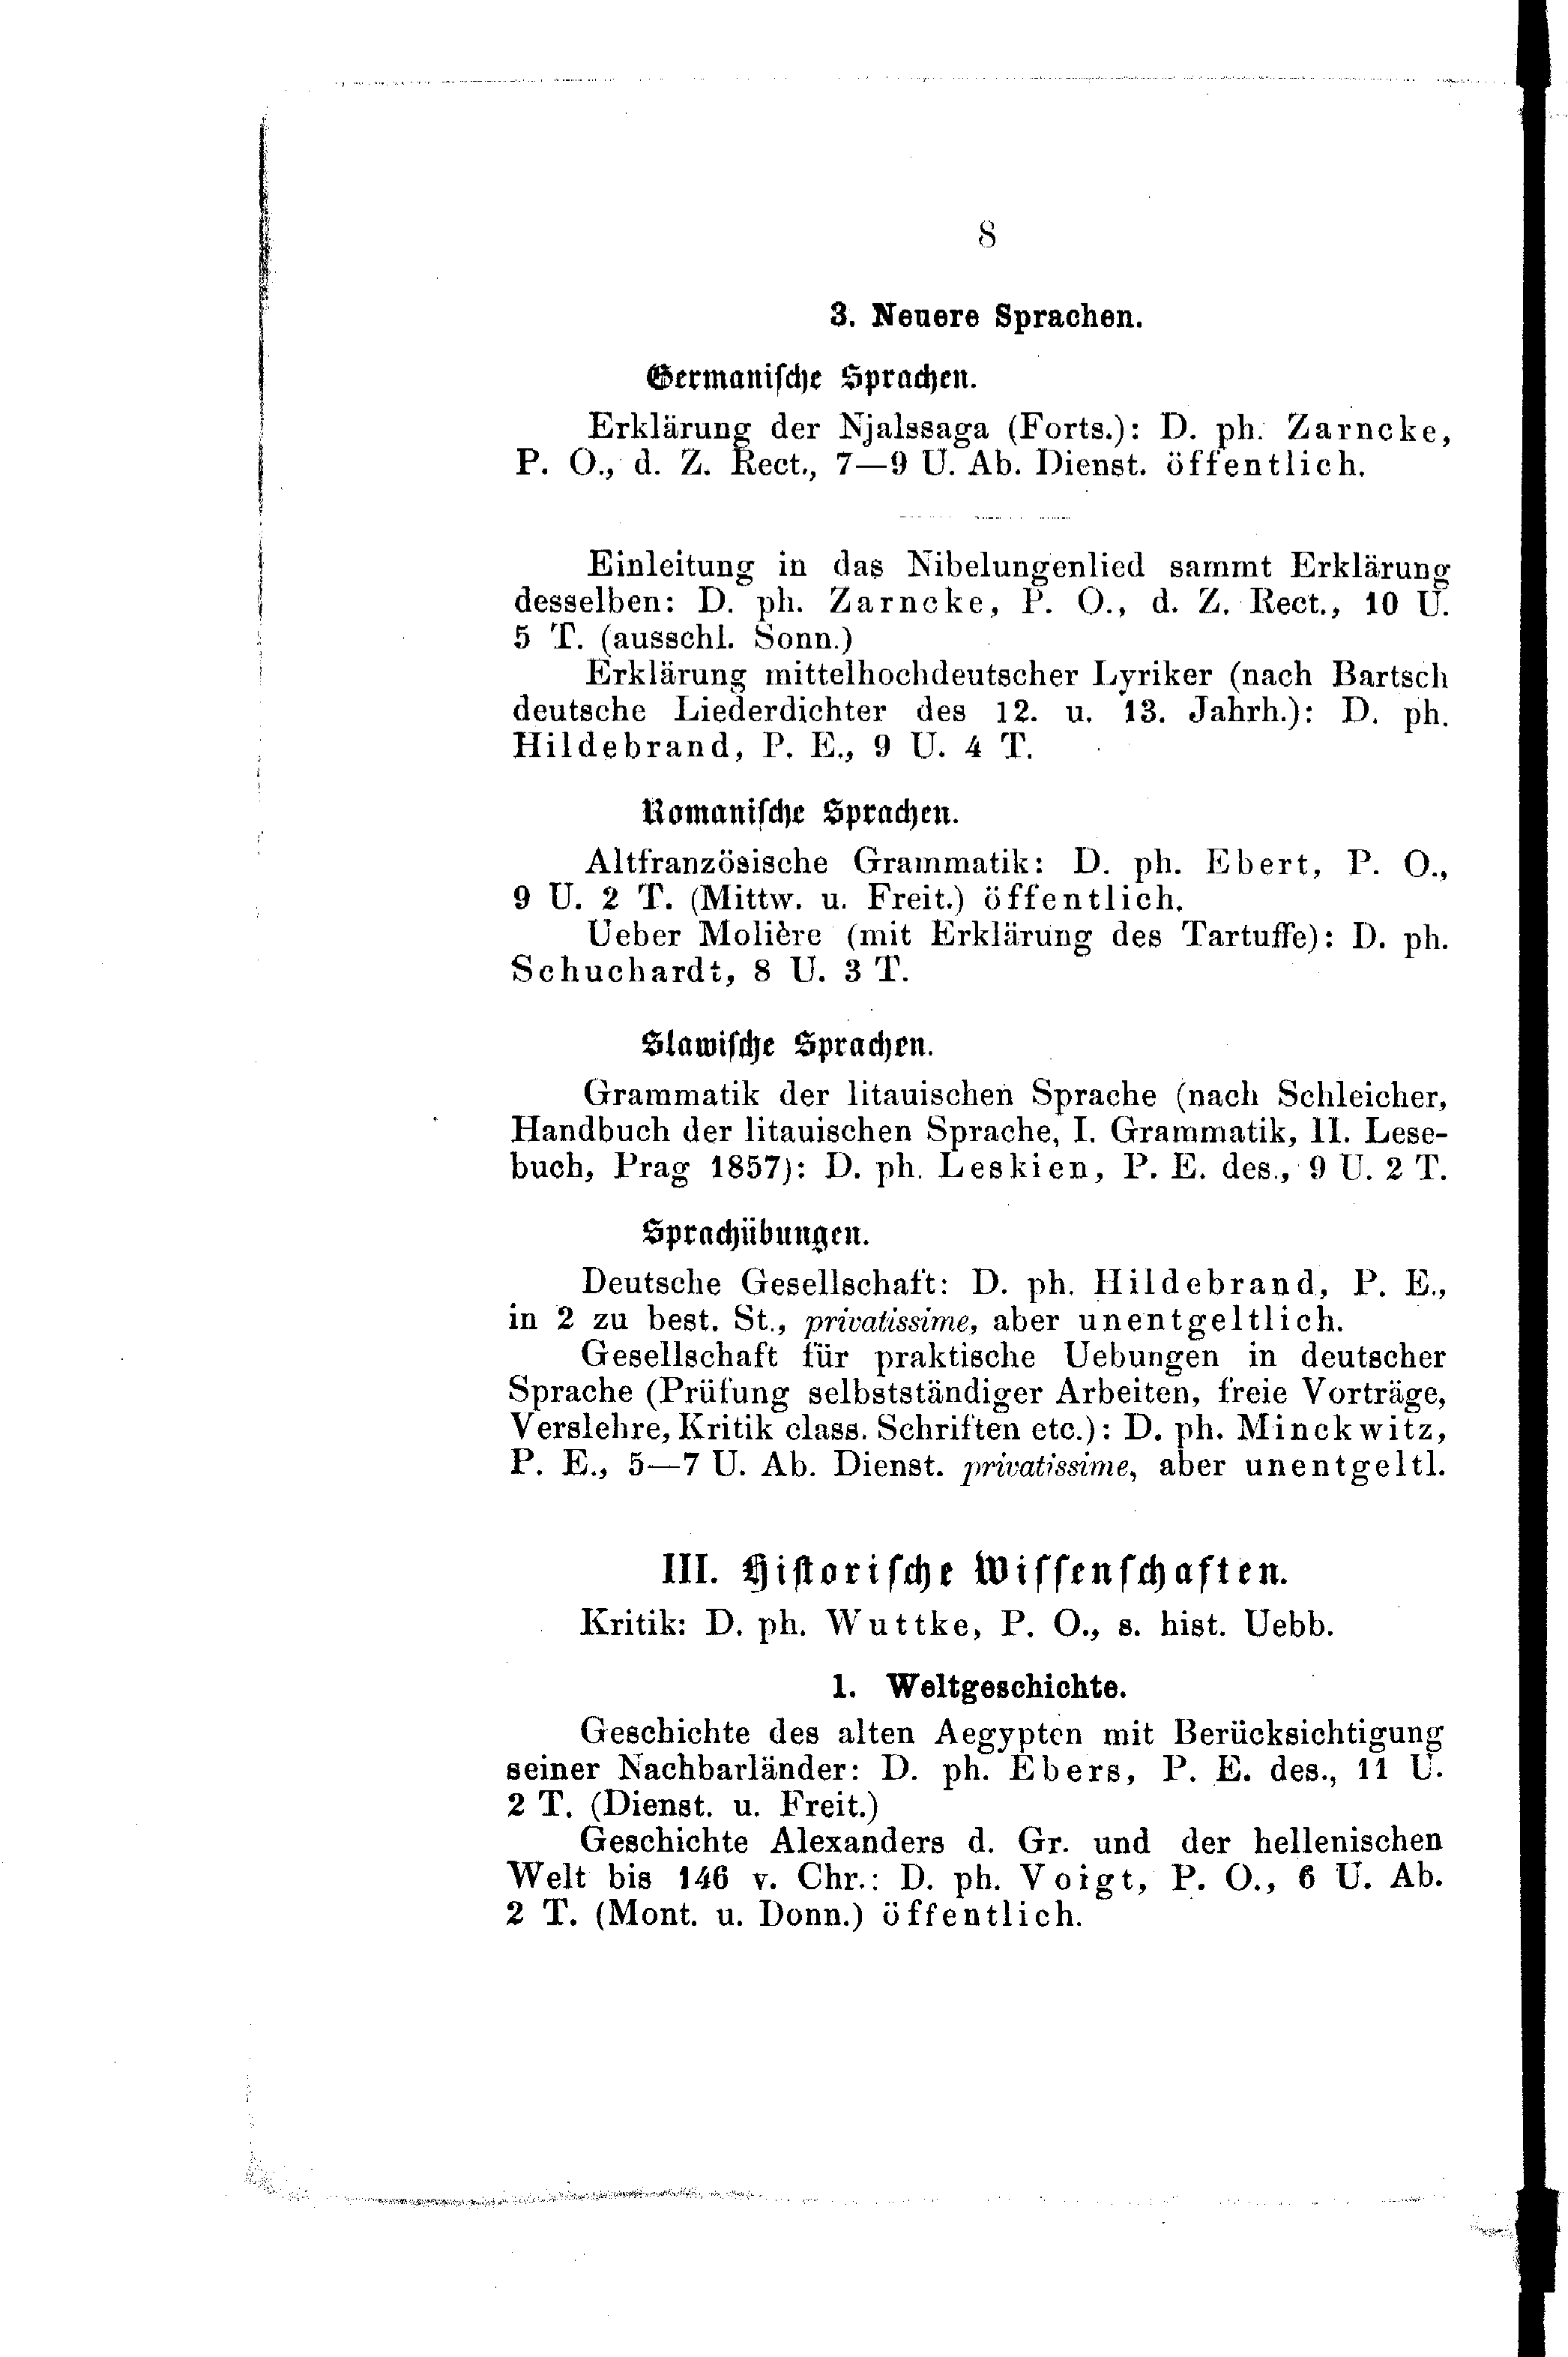 8
3. Neuere Sprachen.
Germanische Sprachen.
Erklärung der Njalssaga (Forts.): D. ph. Zarncke,
P. O., d. Z. Rect., 7—9 U. Ab. Dienst. öffentlich.
Einleitung in das Nibelungenlied sammt Erklärung
desselben: D. ph. Zarncke, P. O., d. Z. Rect., 10 U.
5 T. (ausschl. Sonn.)
Erklärung mittelhochdeutscher Lyriker (nach Bartsch
deutsche Liederdichter des 12. u. 13. Jahrh.): D. ph.
Hildebrand, P. E., 9 U. 4 T.
Romanische Sprachen.
Altfranzösische Grammatik: D. ph. Ebert, P. O.,
9 U. 2 T. (Mittw. u. Freit.) öffentlich.
Ueber Molière (mit Erklärung des Tartuffe): D. ph.
Schuchardt, 8 U. 3 T.
Slawische Sprachen.
Grammatik der litauischen Sprache (nach Schleicher,
Handbuch der litauischen Sprache, I. Grammatik, II. Lese-
buch, Prag 1857): D. ph. Leskien, P. E. des., 9 U. 2 T.
Sprachübungen.
Deutsche Gesellschaft: D. ph. Hildebrand, P. E.,
in 2 zu best. St., privatissime, aber unentgeltlich.
Gesellschaft für praktische Uebungen in deutscher
Sprache (Prüfung selbstständiger Arbeiten, freie Vorträge,
Verslehre, Kritik class. Schriften etc.): D. ph. Minckwitz,
P. E., 5—7 U. Ab. Dienst. privatissime, aber unentgeltl.
III. Historische Wissenschaften.
Kritik: D. ph. Wuttke, P. O., s. hist. Uebb.
1. Weltgeschichte.
Geschichte des alten Aegypten mit Berücksichtigung
seiner Nachbarländer: D. ph. Ebers, P. E. des., 11 U.
2 T. (Dienst. u. Freit.)
Geschichte Alexanders d. Gr. und der hellenischen
Welt bis 146 v. Chr.: D. ph. Voigt, P. O., 6 U. Ab.
2 T. (Mont. u. Donn.) öffentlich.